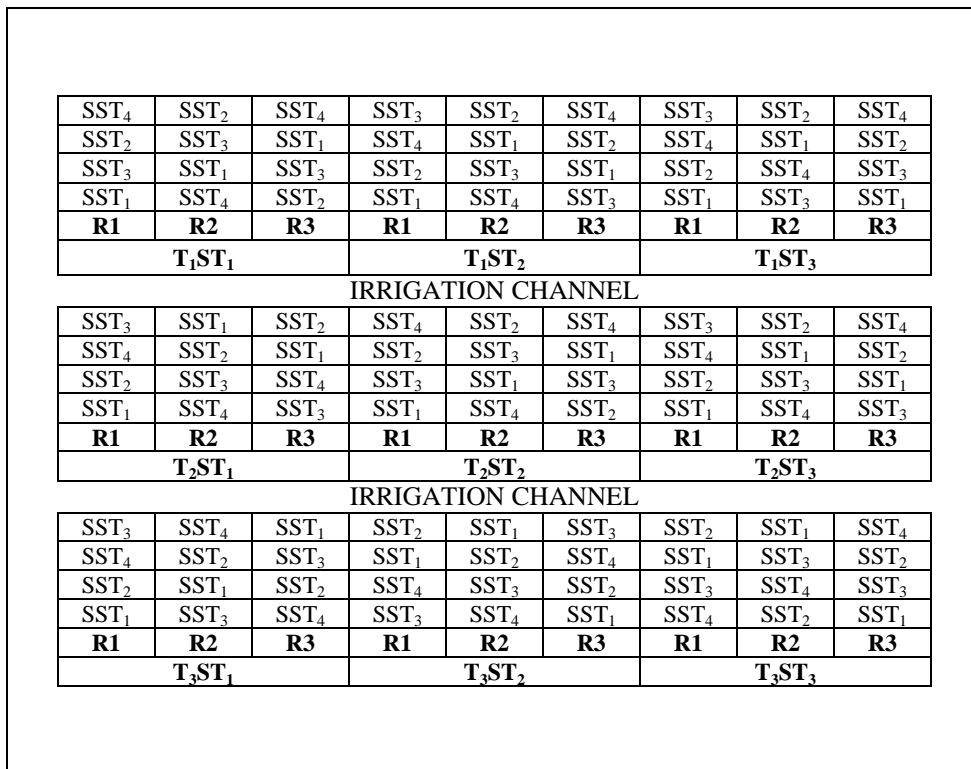 SST₄ SST₂ SST₄ SST₃ SST₂ SST₄ SST₃ SST₂ SST₄
SST₂ SST₃ SST₁ SST₄ SST₁ SST₂ SST₄ SST₁ SST₂
SST₃ SST₁ SST₃ SST₂ SST₃ SST₁ SST₂ SST₄ SST₃
SST₁ SST₄ SST₂ SST₁ SST₄ SST₃ SST₁ SST₃ SST₁
R1 R2 R3 R1 R2 R3 R1 R2 R3
T₁ST₁ T₁ST₂ T₁ST₃
IRRIGATION CHANNEL
SST₃ SST₁ SST₂ SST₄ SST₂ SST₄ SST₃ SST₂ SST₄
SST₄ SST₂ SST₁ SST₂ SST₃ SST₁ SST₄ SST₁ SST₂
SST₂ SST₃ SST₄ SST₃ SST₁ SST₃ SST₂ SST₃ SST₁
SST₁ SST₄ SST₃ SST₁ SST₄ SST₂ SST₁ SST₄ SST₃
R1 R2 R3 R1 R2 R3 R1 R2 R3
T₂ST₁ T₂ST₂ T₂ST₃
IRRIGATION CHANNEL
SST₃ SST₄ SST₁ SST₂ SST₁ SST₃ SST₂ SST₁ SST₄
SST₄ SST₂ SST₃ SST₁ SST₂ SST₄ SST₁ SST₃ SST₂
SST₂ SST₁ SST₂ SST₄ SST₃ SST₂ SST₃ SST₄ SST₃
SST₁ SST₃ SST₄ SST₃ SST₄ SST₁ SST₄ SST₂ SST₁
R1 R2 R3 R1 R2 R3 R1 R2 R3
T₃ST₁ T₃ST₂ T₃ST₃